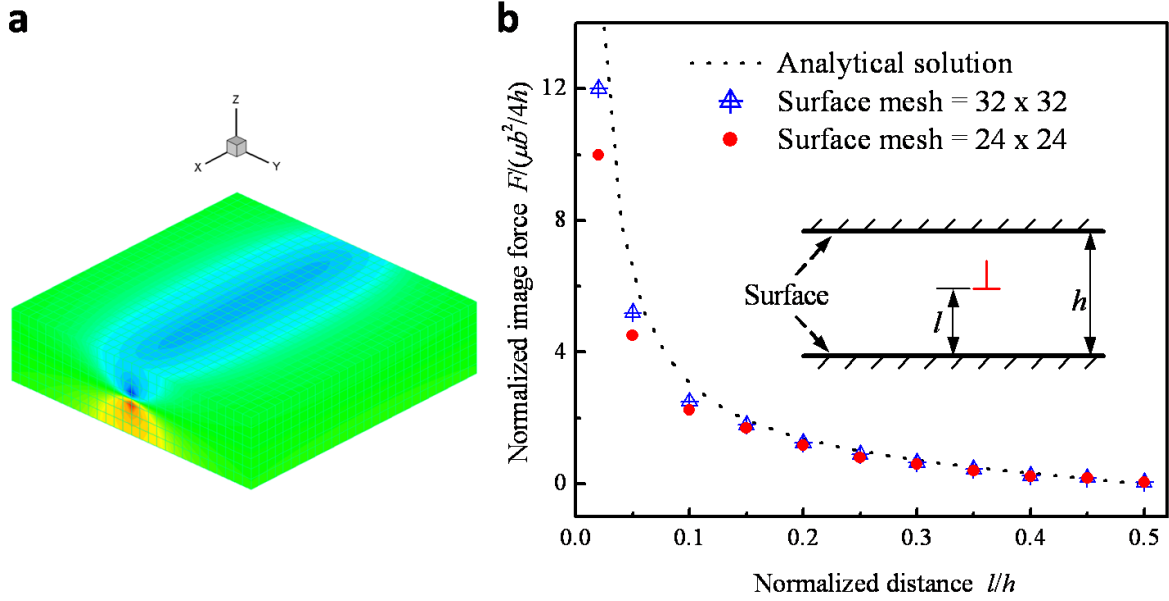 a
Z
X
Y
b
Normalized image force F/(μb²/4h)
12
8
4
0
Analytical solution
Surface mesh = 32 x 32
Surface mesh = 24 x 24
Surface
l
h
0.0 0.1 0.2 0.3 0.4 0.5
Normalized distance l/h